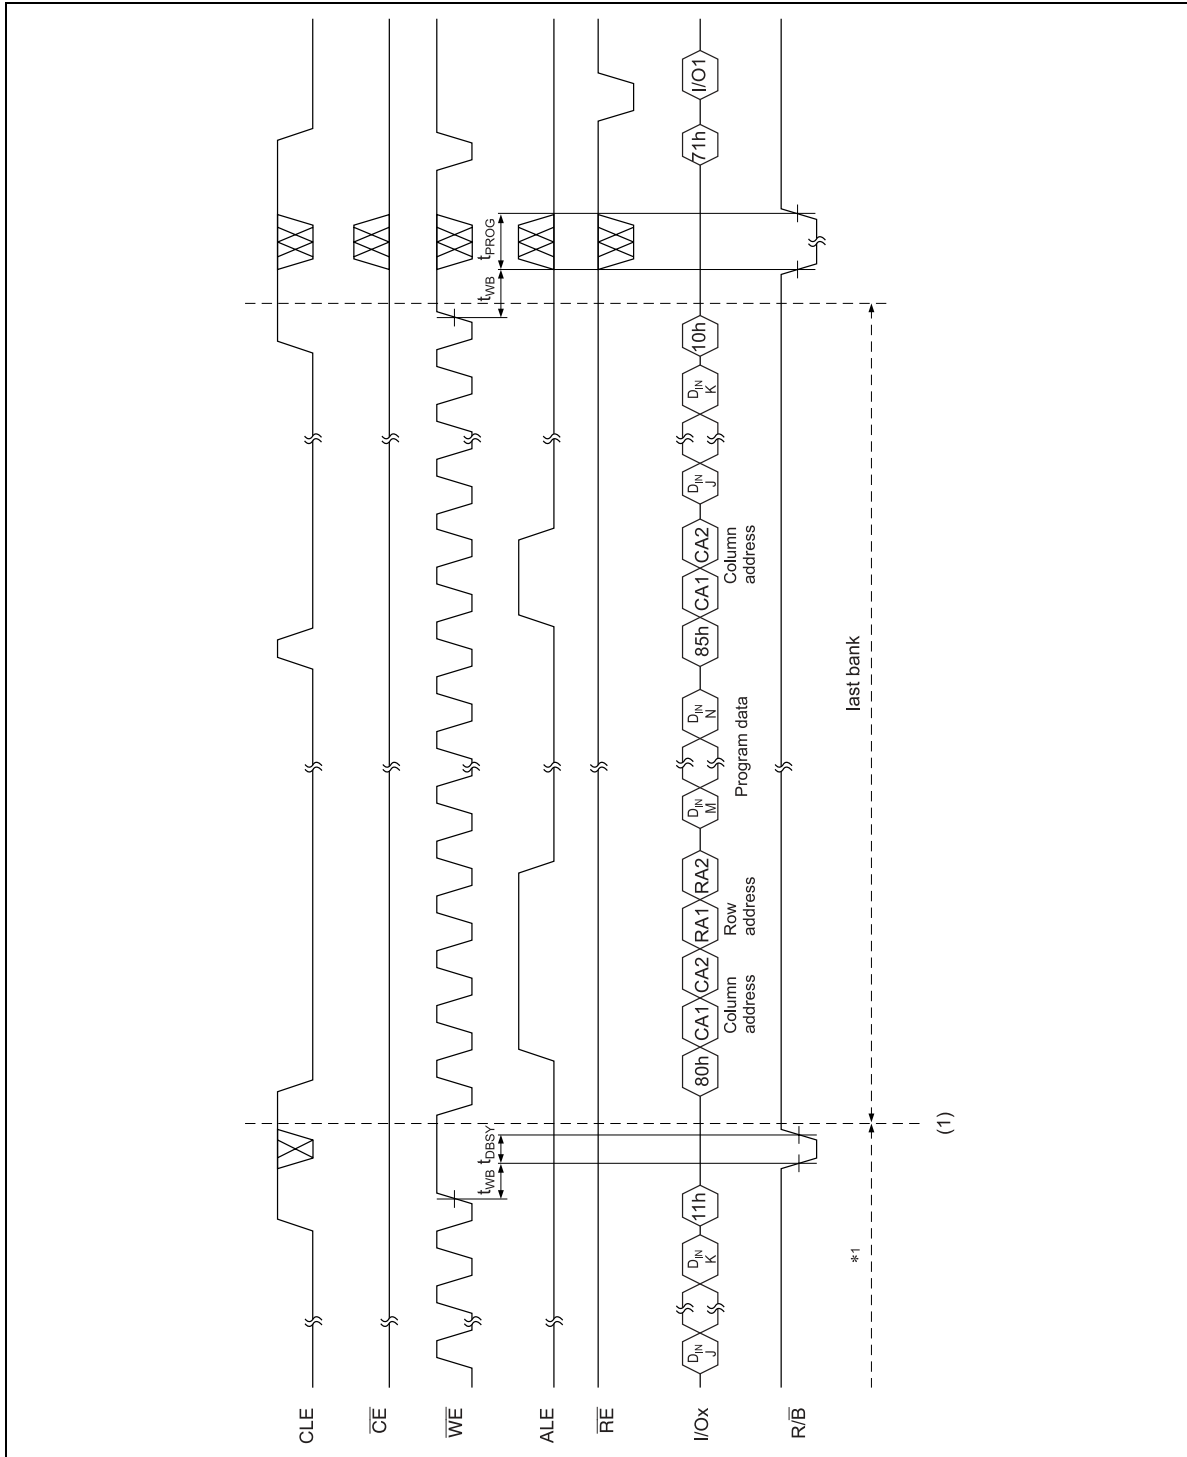 CLE
CE
WE
tWB tDBSY
tWB tPROG
ALE
RE
I/Ox
DIN J
DIN K
11h
80h
CA1
CA2
RA1
RA2
DIN M
DIN N
85h
CA1
CA2
DIN J
DIN K
10h
71h
I/O1
Column address
Row address
Program data
Column address
R/B
*1
last bank
(1)